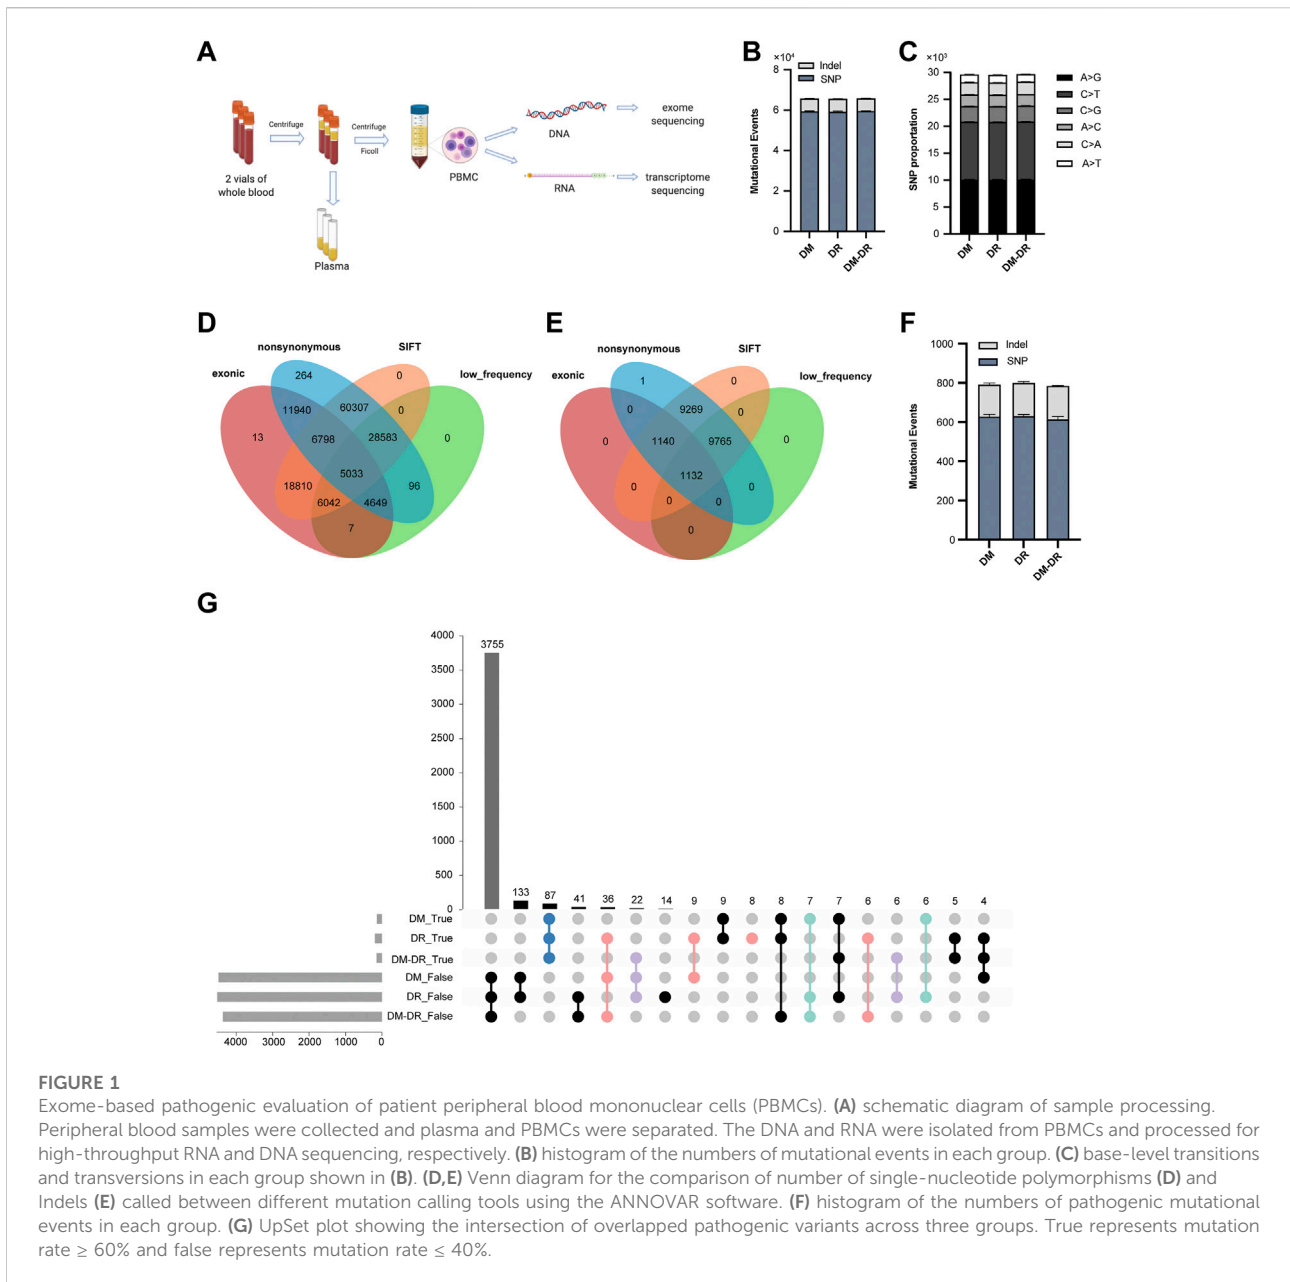 A
2 vials of
whole blood
Centrifuge
Centrifuge
Ficoll
Plasma
PBMC
DNA
RNA
exome
sequencing
transcriptome
sequencing
B
×10⁴
Indel
SNP
Mutational Events
8
6
4
2
0
DM
DR
DM-DR
C
×10³
SNP proportion
30
25
20
15
10
5
0
DM
DR
DM-DR
A>G
C>T
C>G
A>C
C>A
A>T
D
exonic
nonsynonymous
SIFT
low_frequency
264
0
11940
60307
0
13
6798
28583
0
5033
18810
96
6042
4649
7
E
exonic
nonsynonymous
SIFT
low_frequency
1
0
0
9269
0
0
1140
9765
0
1132
0
0
0
0
0
F
Indel
SNP
Mutational Events
1000
800
600
400
200
0
DM
DR
DM-DR
G
4000
3500
3000
2500
2000
1500
1000
500
0
3755
133
87
41
36
22
14
9
9
8
8
7
7
6
6
6
5
4
DM_True
DR_True
DM-DR_True
DM_False
DR_False
DM-DR_False
4000 3000 2000 1000 0
FIGURE 1
Exome-based pathogenic evaluation of patient peripheral blood mononuclear cells (PBMCs). (A) schematic diagram of sample processing.
Peripheral blood samples were collected and plasma and PBMCs were separated. The DNA and RNA were isolated from PBMCs and processed for
high-throughput RNA and DNA sequencing, respectively. (B) histogram of the numbers of mutational events in each group. (C) base-level transitions
and transversions in each group shown in (B). (D,E) Venn diagram for the comparison of number of single-nucleotide polymorphisms (D) and
Indels (E) called between different mutation calling tools using the ANNOVAR software. (F) histogram of the numbers of pathogenic mutational
events in each group. (G) UpSet plot showing the intersection of overlapped pathogenic variants across three groups. True represents mutation
rate ≥ 60% and false represents mutation rate ≤ 40%.